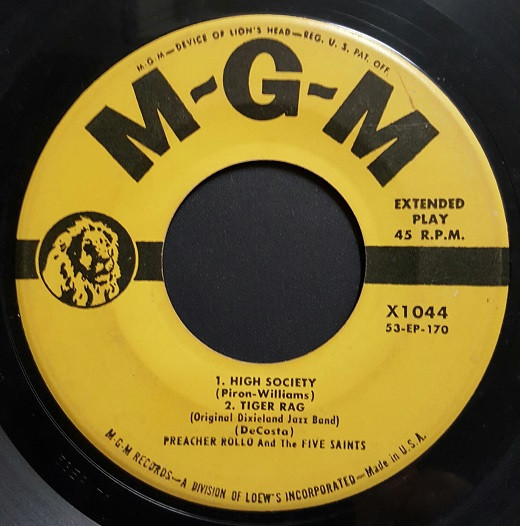 M-G-M—DEVICE OF LION'S HEAD—REG. U. S. PAT. OFF.
M-G-M
EXTENDED
PLAY
45 R.P.M.
X1044
53-EP-170
1. HIGH SOCIETY
(Piron-Williams)
2. TIGER RAG
(Original Dixieland Jazz Band)
(DeCosta)
PREACHER ROLLO And The FIVE SAINTS
M-G-M RECORDS—A DIVISION OF LOEW'S INCORPORATED—Made in U.S.A.